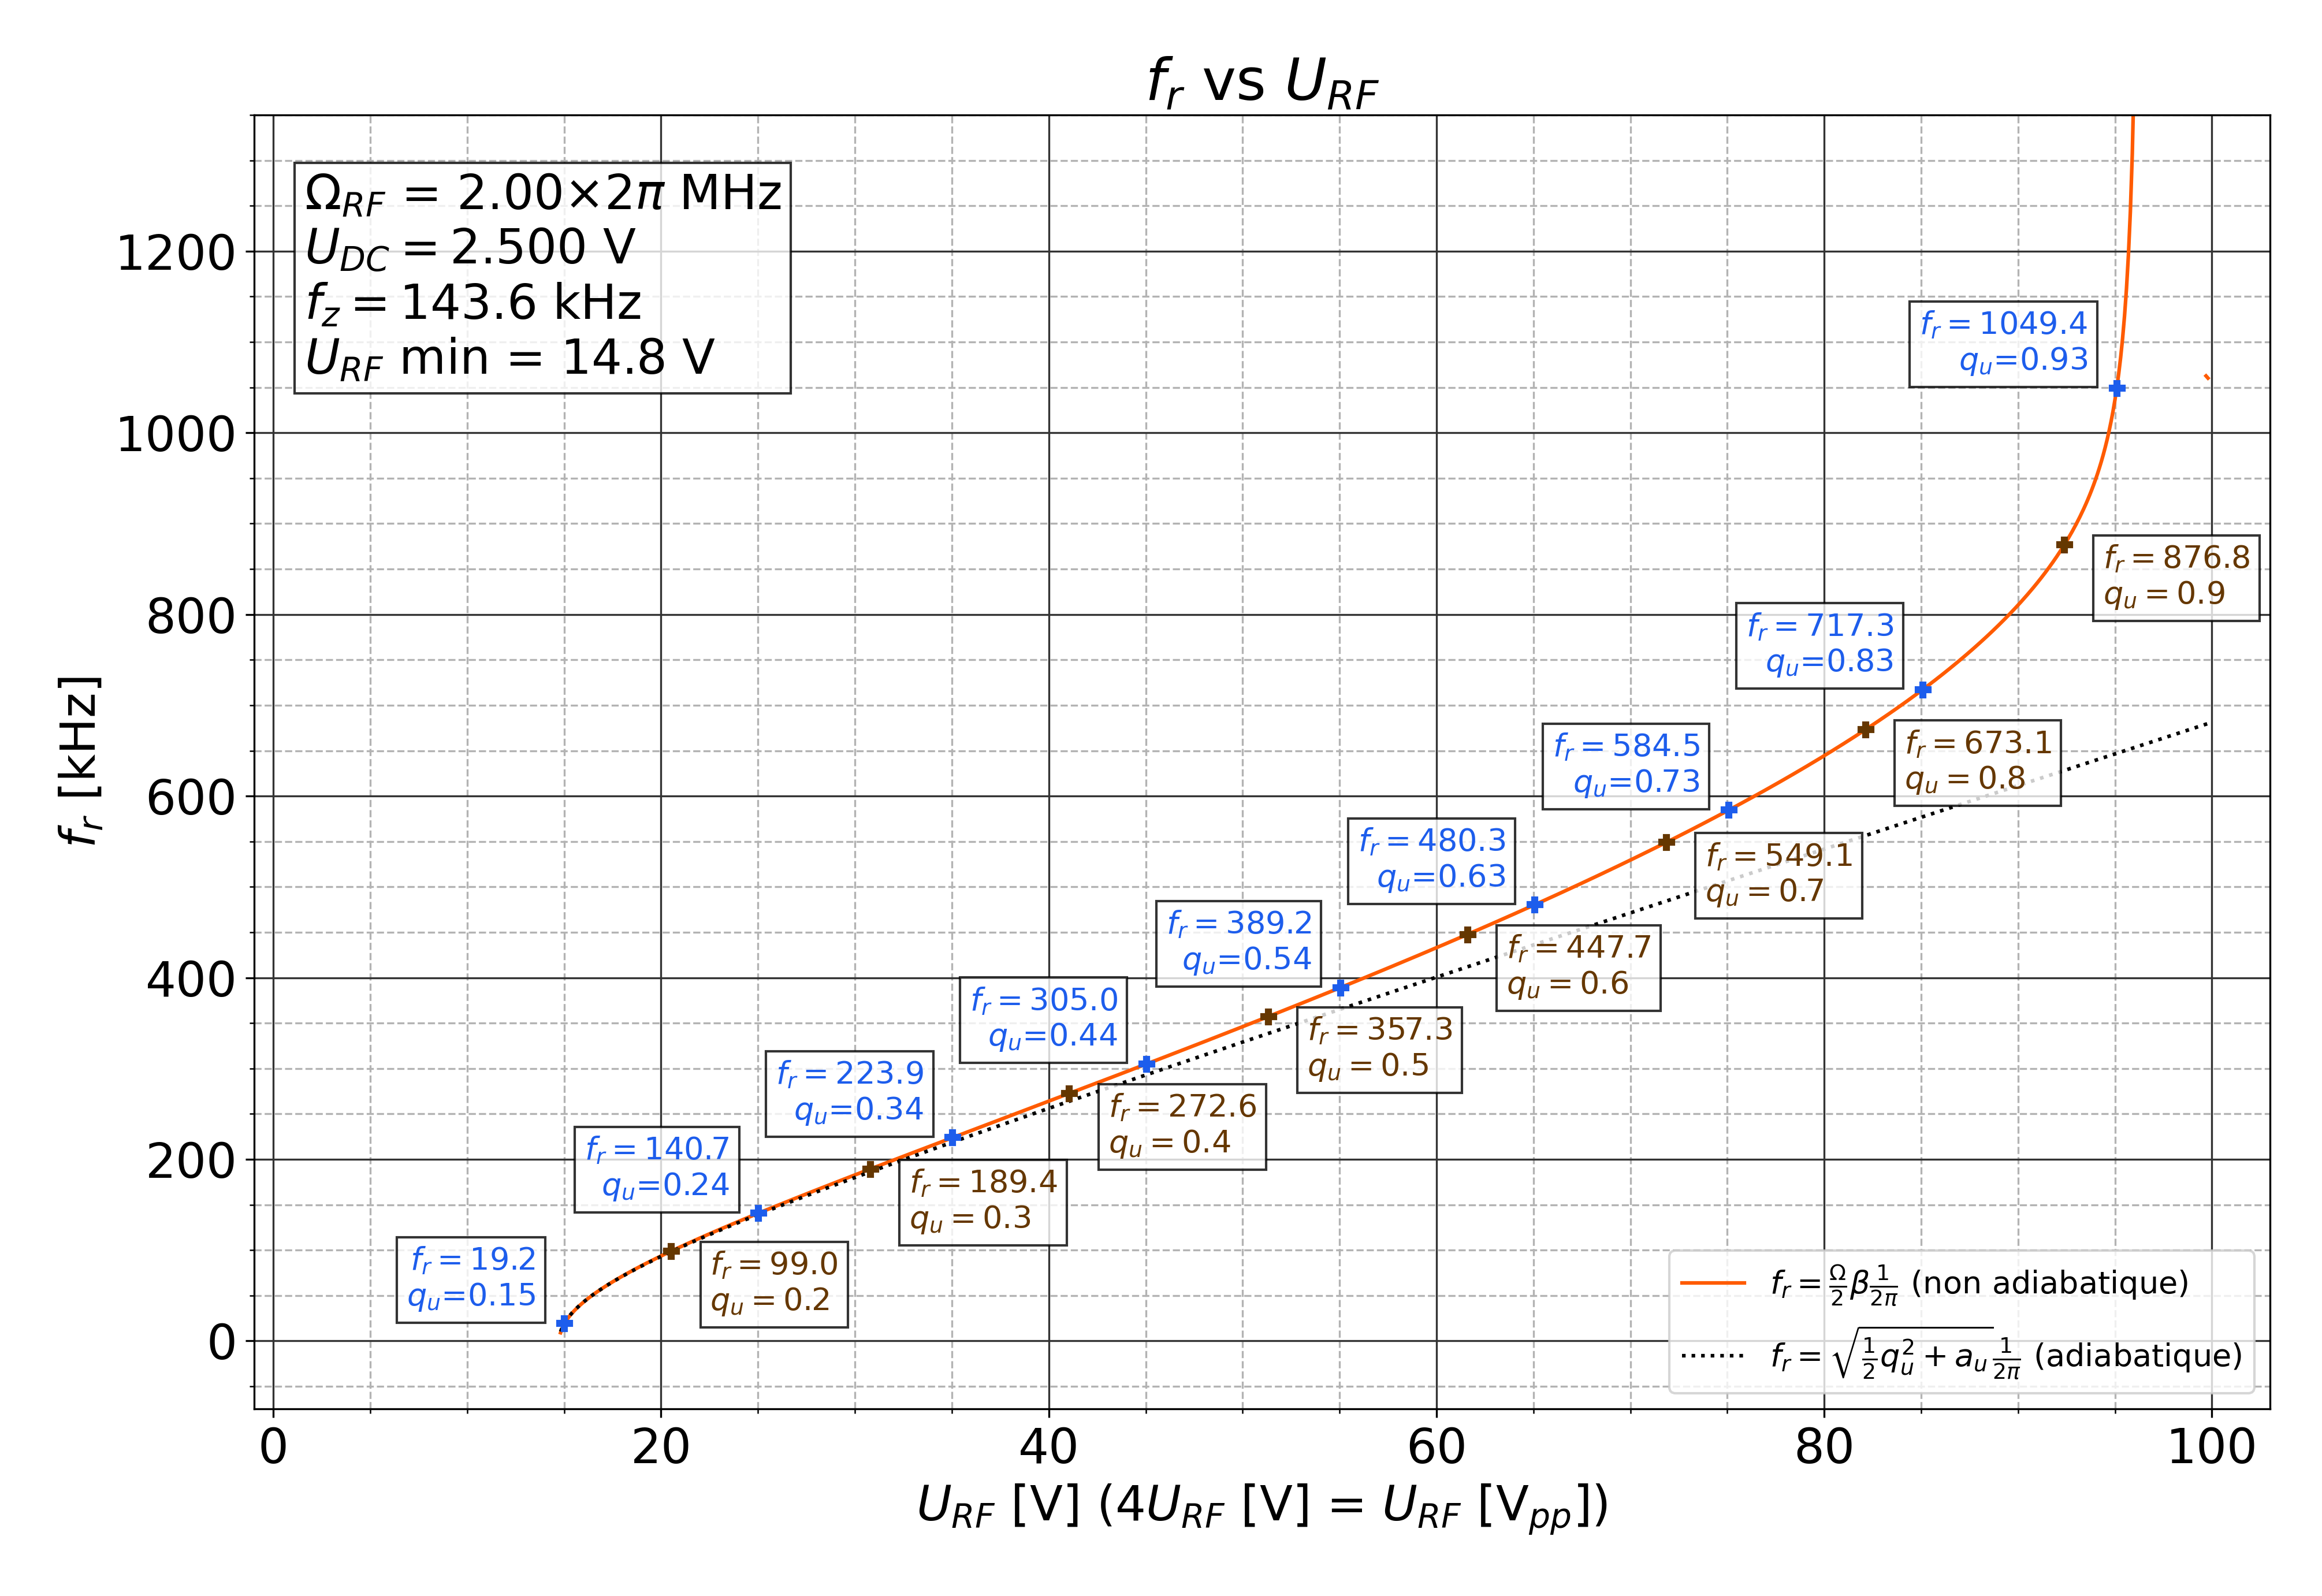 f_r vs U_RF
Ω_RF = 2.00×2π MHz
U_DC = 2.500 V
f_z = 143.6 kHz
U_RF min = 14.8 V
1200
1000
800
600
400
200
0
f_r [kHz]
f_r = 1049.4
q_u=0.93
f_r = 876.8
q_u = 0.9
f_r = 717.3
q_u=0.83
f_r = 673.1
q_u = 0.8
f_r = 584.5
q_u=0.73
f_r = 549.1
q_u = 0.7
f_r = 480.3
q_u=0.63
f_r = 447.7
q_u = 0.6
f_r = 389.2
q_u=0.54
f_r = 357.3
q_u = 0.5
f_r = 305.0
q_u=0.44
f_r = 272.6
q_u = 0.4
f_r = 223.9
q_u=0.34
f_r = 189.4
q_u = 0.3
f_r = 140.7
q_u=0.24
f_r = 99.0
q_u = 0.2
f_r = 19.2
q_u=0.15
f_r = Ω/2 β 1/2π (non adiabatique)
f_r = √(1/2 q_u² + a_u) 1/2π (adiabatique)
0 20 40 60 80 100
U_RF [V] (4U_RF [V] = U_RF [V_pp])